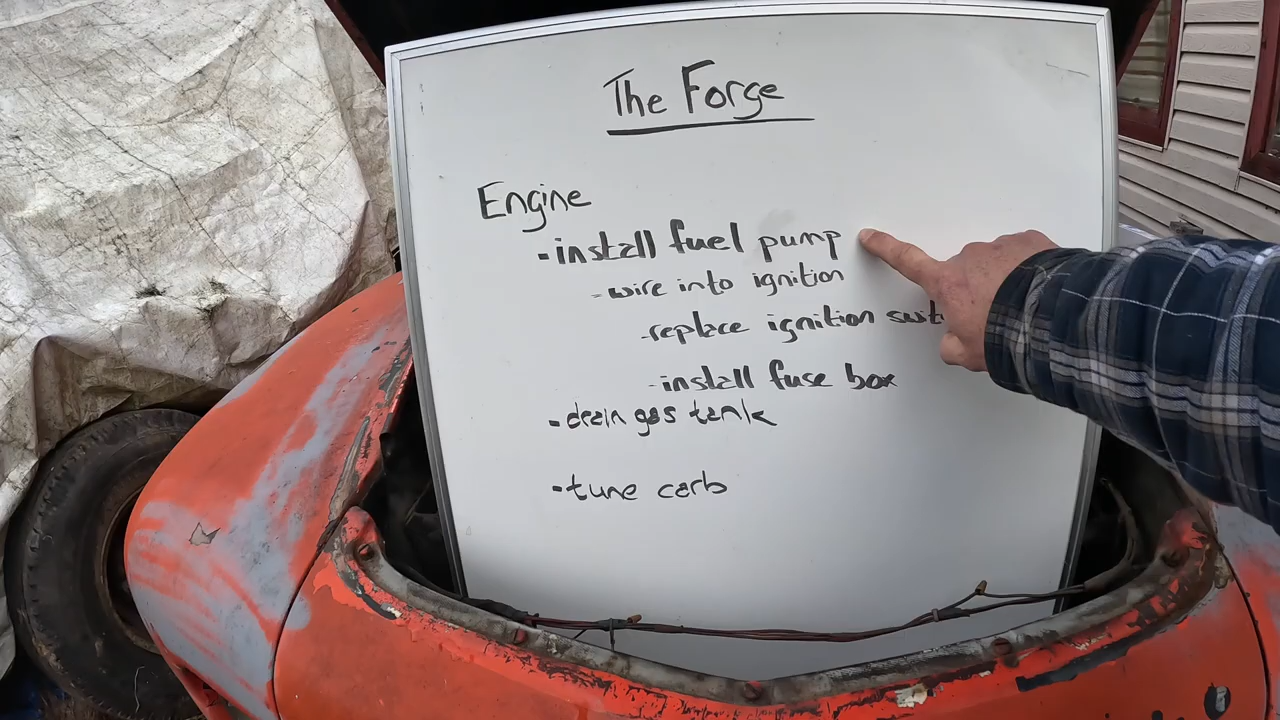 The Forge
Engine
• install fuel pump
- wire into ignition
- replace ignition
- install fuse box
• drain gas tank
• tune carb